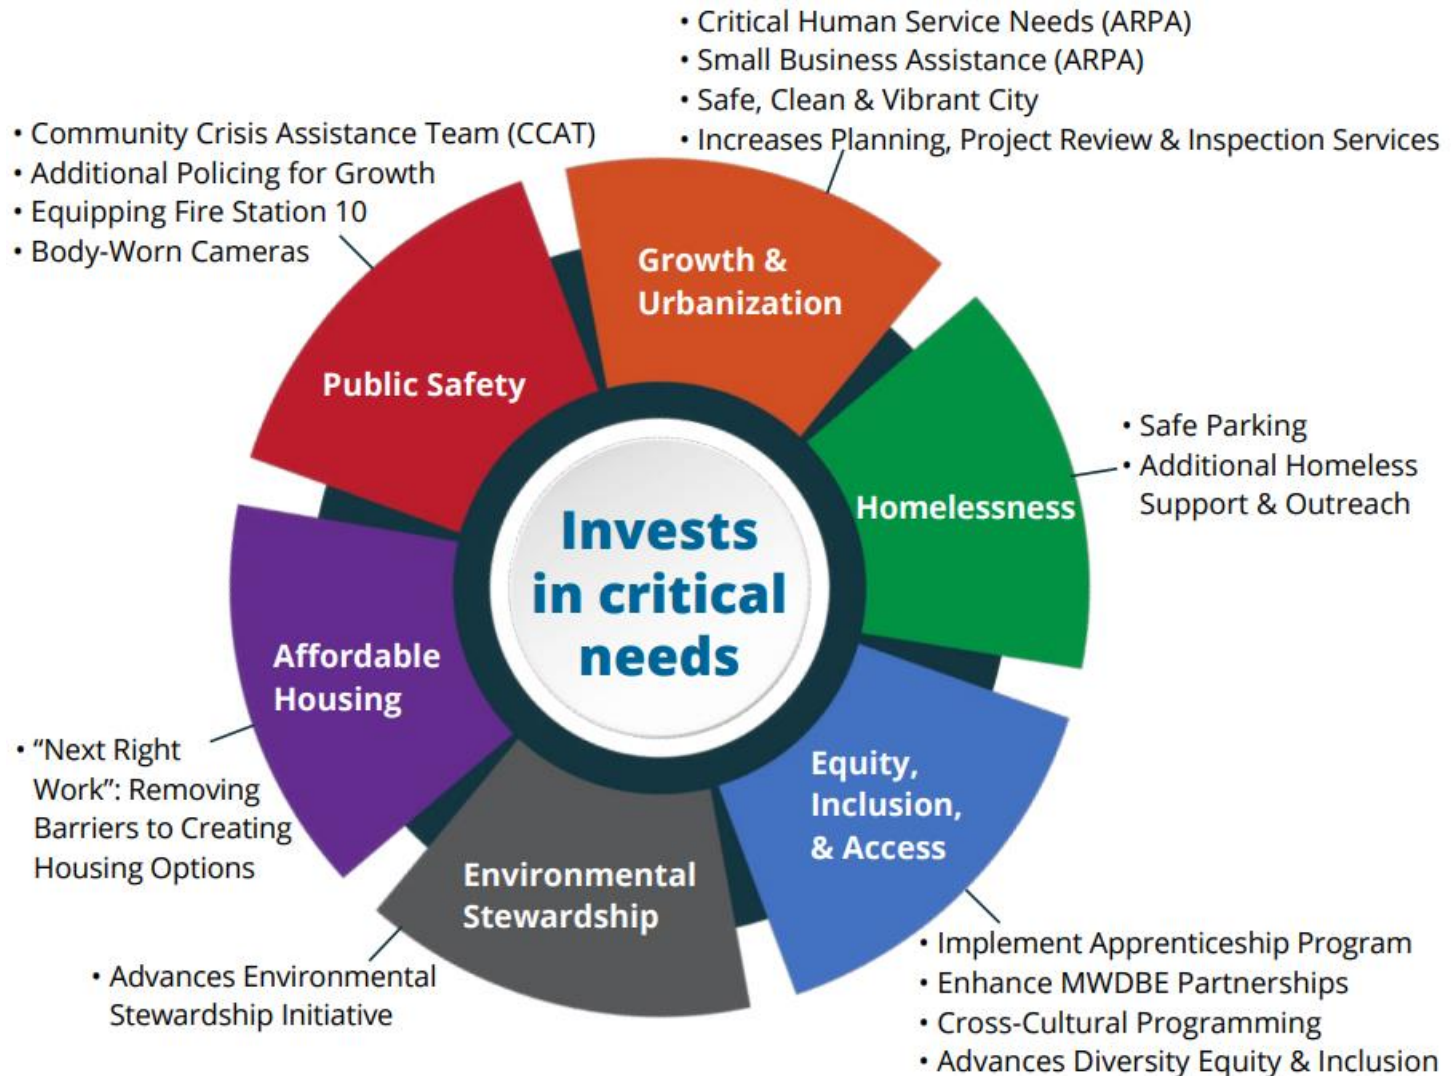 • Critical Human Service Needs (ARPA)
• Small Business Assistance (ARPA)
• Safe, Clean & Vibrant City
• Increases Planning, Project Review & Inspection Services
• Community Crisis Assistance Team (CCAT)
• Additional Policing for Growth
• Equipping Fire Station 10
• Body-Worn Cameras
Growth &
Urbanization
Public Safety
Homelessness
• Safe Parking
• Additional Homeless
Support & Outreach
Invests
in critical
needs
Affordable
Housing
• “Next Right
Work”: Removing
Barriers to Creating
Housing Options
Equity,
Inclusion,
& Access
Environmental
Stewardship
• Advances Environmental
Stewardship Initiative
• Implement Apprenticeship Program
• Enhance MWDBE Partnerships
• Cross-Cultural Programming
• Advances Diversity Equity & Inclusion